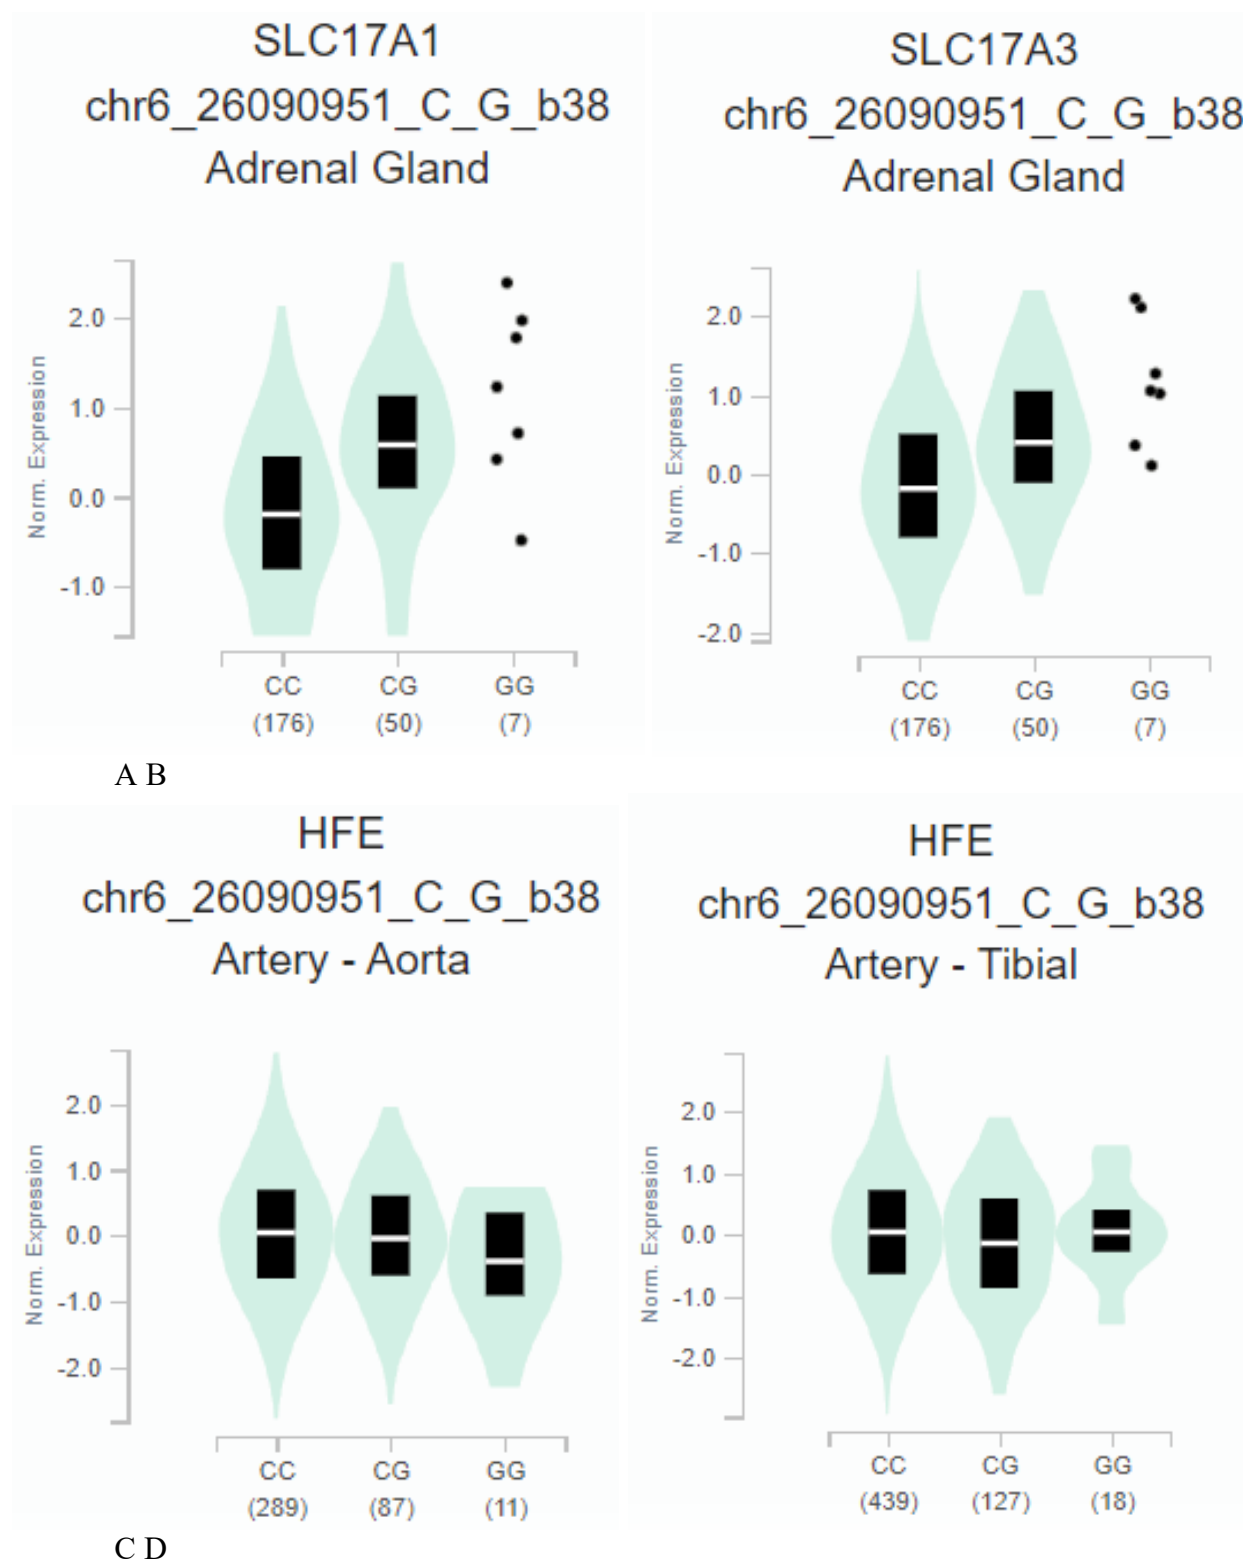 SLC17A1
chr6_26090951_C_G_b38
Adrenal Gland
Norm. Expression
2.0
1.0
0.0
-1.0
CC CG GG
(176) (50) (7)
SLC17A3
chr6_26090951_C_G_b38
Adrenal Gland
Norm. Expression
2.0
1.0
0.0
-1.0
-2.0
CC CG GG
(176) (50) (7)
A B
HFE
chr6_26090951_C_G_b38
Artery - Aorta
Norm. Expression
2.0
1.0
0.0
-1.0
-2.0
CC CG GG
(289) (87) (11)
HFE
chr6_26090951_C_G_b38
Artery - Tibial
Norm. Expression
2.0
1.0
0.0
-1.0
-2.0
CC CG GG
(439) (127) (18)
C D